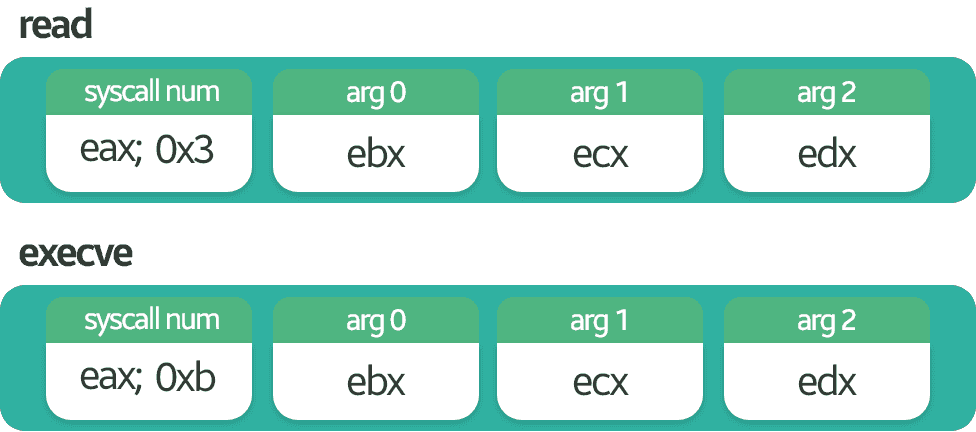 read
syscall num arg 0 arg 1 arg 2
eax; 0x3 ebx ecx edx
execve
syscall num arg 0 arg 1 arg 2
eax; 0xb ebx ecx edx